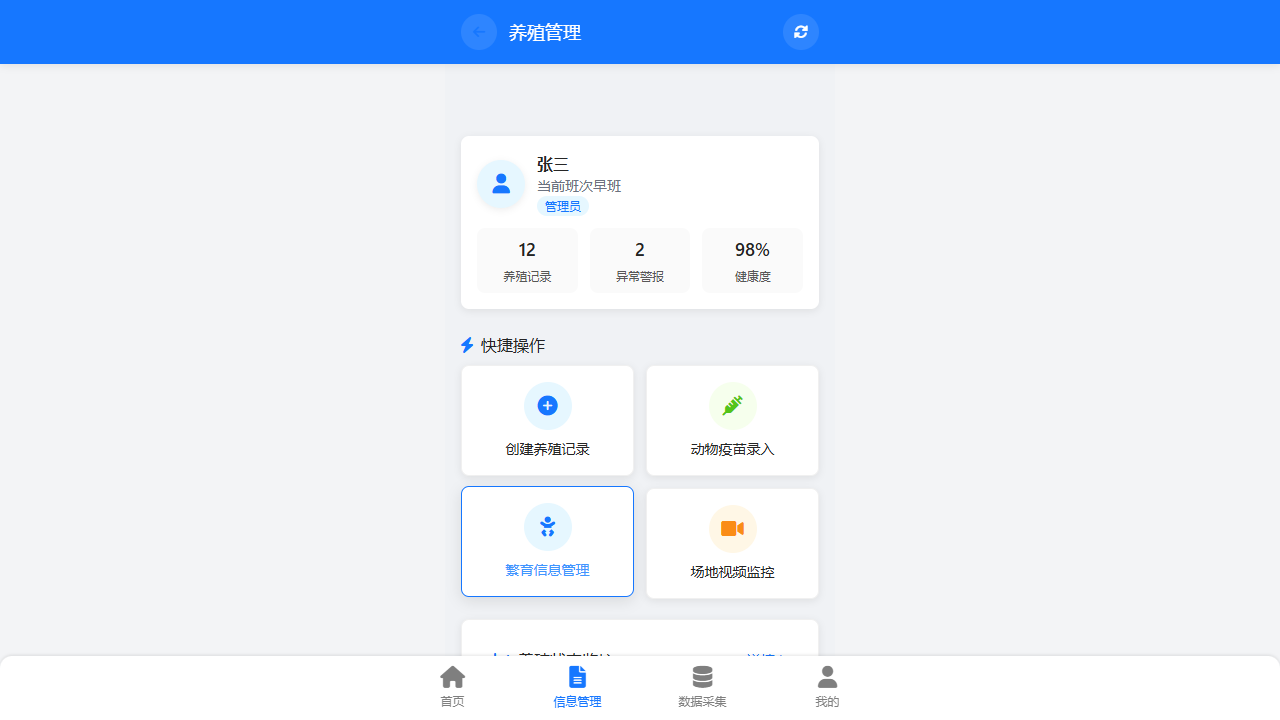 养殖管理
张三
当前班次早班
管理员
12
养殖记录
2
异常警报
98%
健康度
快捷操作
创建养殖记录
动物疫苗录入
繁育信息管理
场地视频监控
首页
信息管理
数据采集
我的